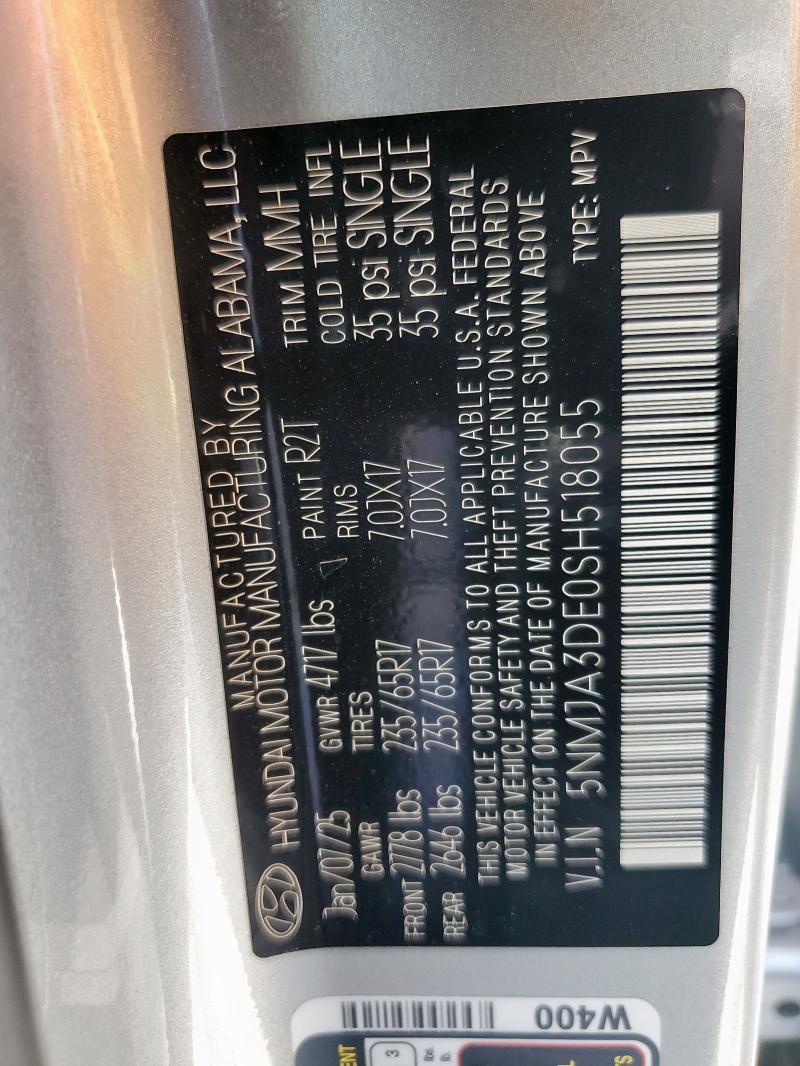 MANUFACTURED BY
HYUNDAI MOTOR MANUFACTURING ALABAMA, LLC
Jan/07/25 GVWR 4717 lbs PAINT R2T TRIM MMH
GAWR TIRES RIMS COLD TIRE INFL
FRONT 2778 lbs 235/65R17 7.0JX17 35 psi SINGLE
REAR 2646 lbs 235/65R17 7.0JX17 35 psi SINGLE
THIS VEHICLE CONFORMS TO ALL APPLICABLE U.S.A. FEDERAL
MOTOR VEHICLE SAFETY AND THEFT PREVENTION STANDARDS
IN EFFECT ON THE DATE OF MANUFACTURE SHOWN ABOVE
V.I.N 5NMJA3DE0SH518055 TYPE: MPV
W400
3
lbs.
lb.